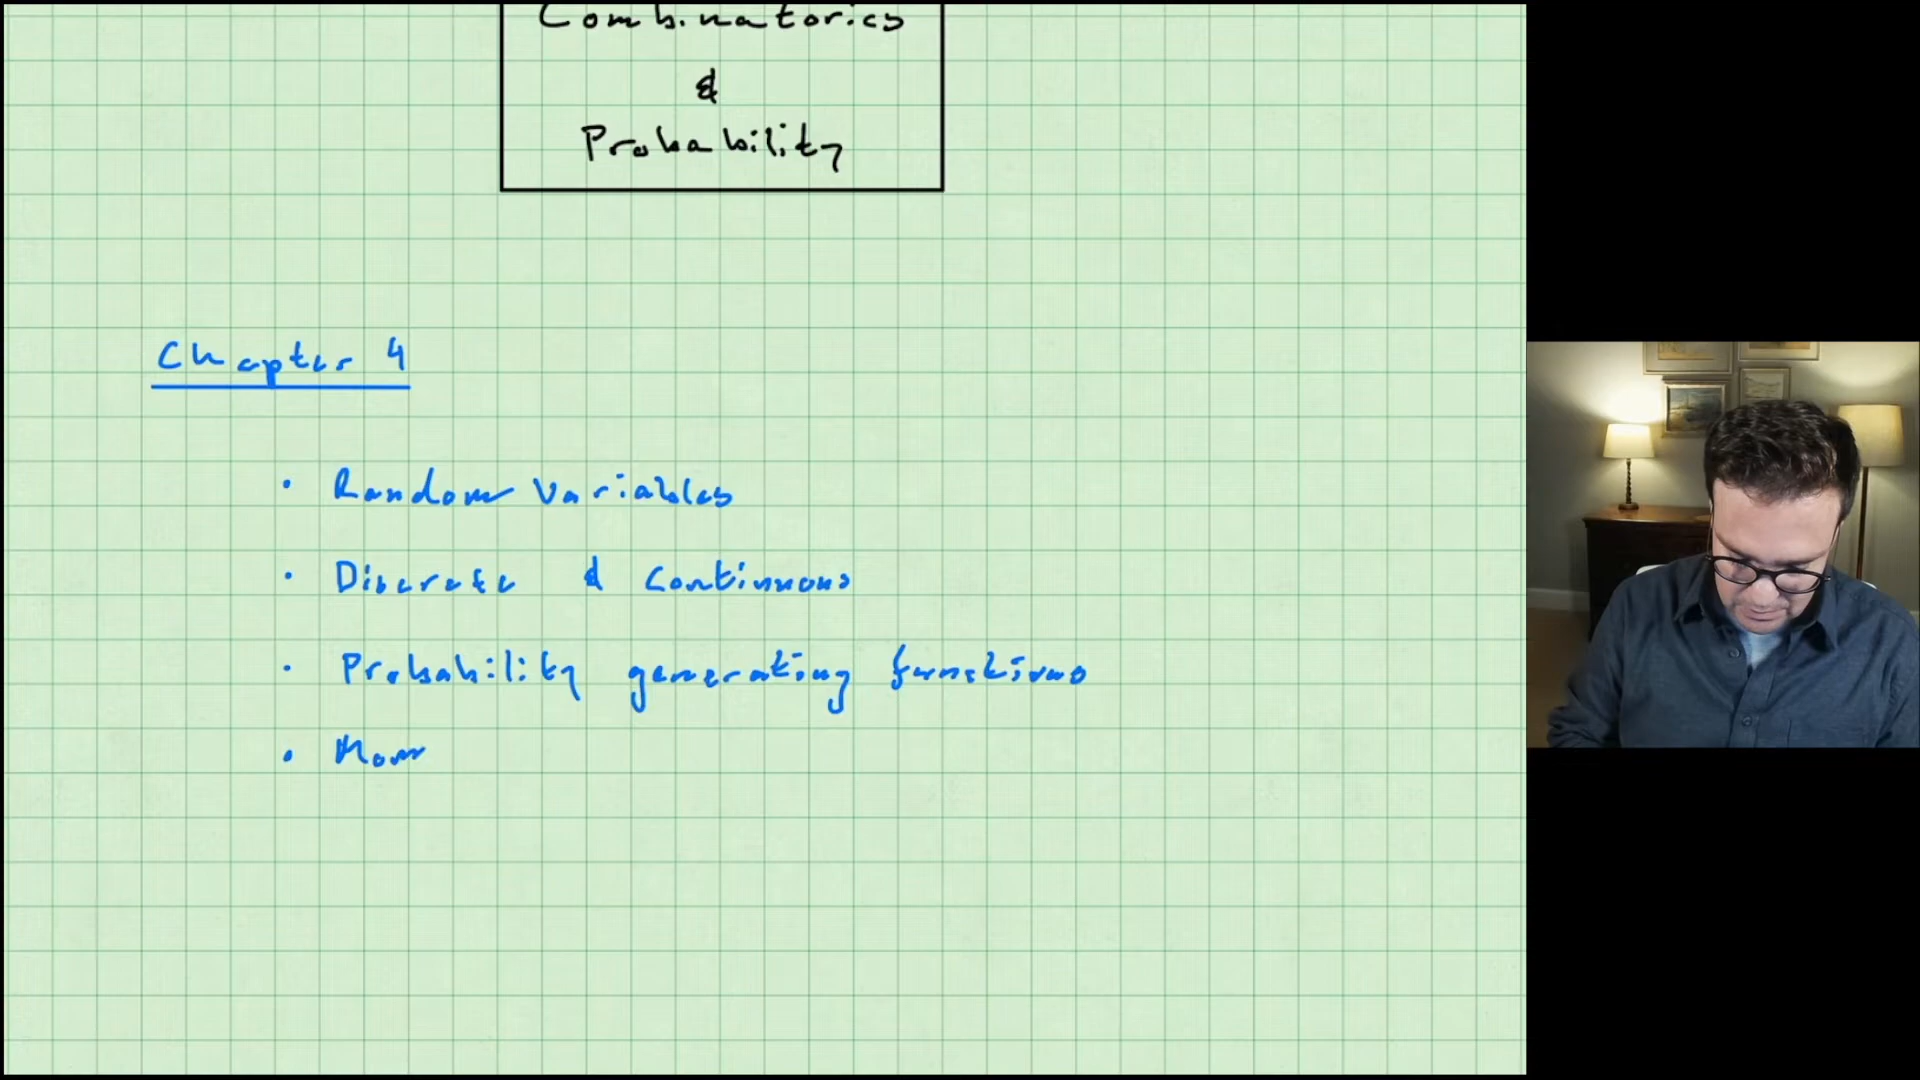 Combinatorics
&
Probability
Chapter 4
· Random Variables
· Discrete & Continuous
· Probability generating functions
· Mom